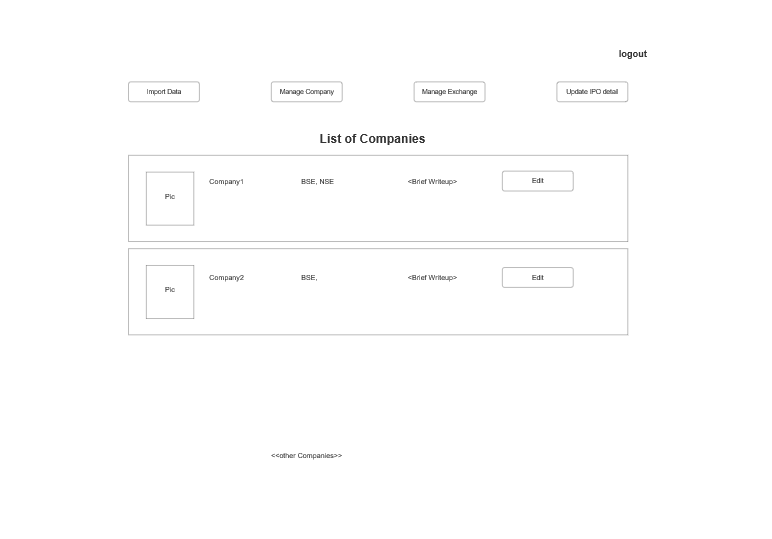 logout
Import Data
Manage Company
Manage Exchange
Update IPO detail
List of Companies
Pic
Company1
BSE, NSE
<Brief Writeup>
Edit
Pic
Company2
BSE,
<Brief Writeup>
Edit
<<other Companies>>